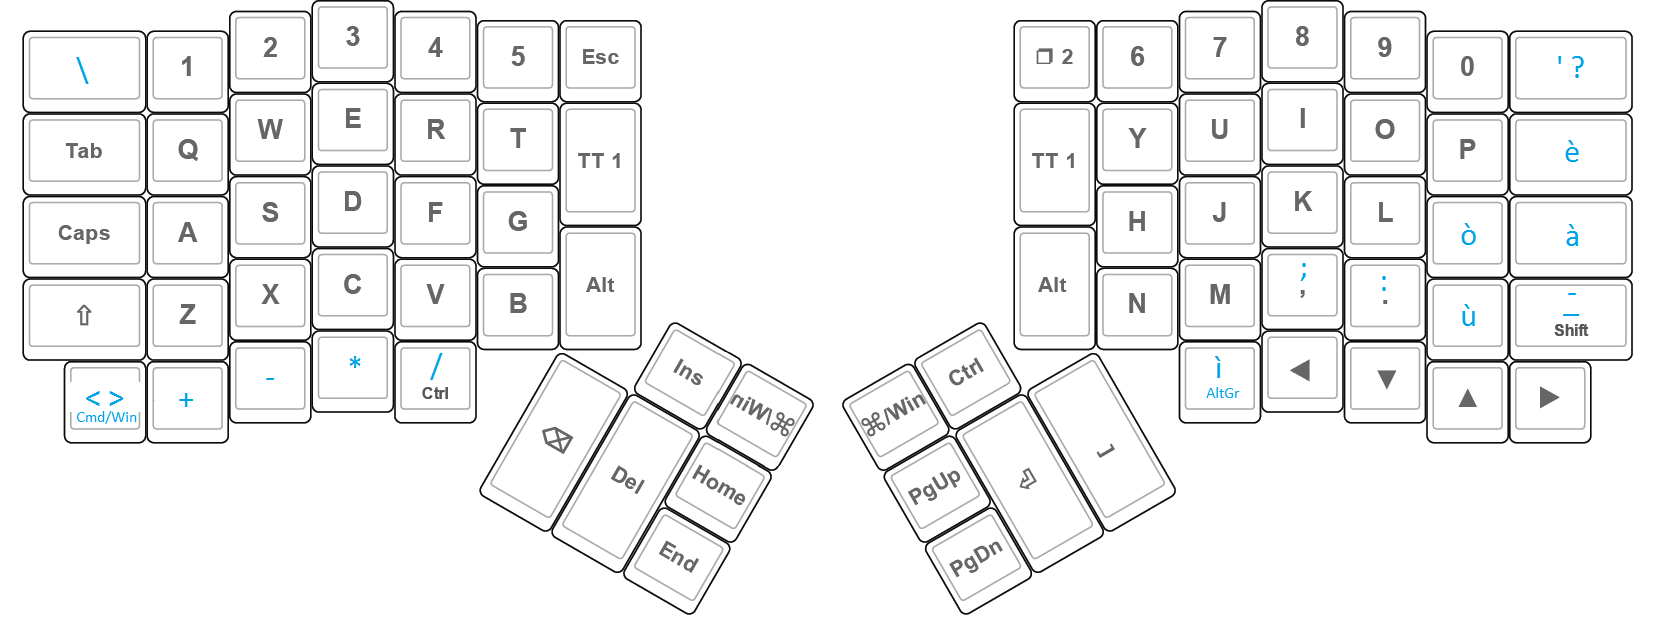 \ 1 2 3 4 5 Esc
Tab Q W E R T TT 1
Caps A S D F G
⇧ Z X C V B Alt
< >
Cmd/Win
+ - *
/
Ctrl
Ins
⌘/Win
⌫ Del Home
End
❐ 2 6 7 8 9 0 ' ?
TT 1 Y U I O P è
H J K L ò à
Alt N M
;
,
:
.
ù
-
_
Shift
ì
AltGr
◀ ▼ ▲ ▶
Ctrl
⌘/Win
PgUp
PgDn